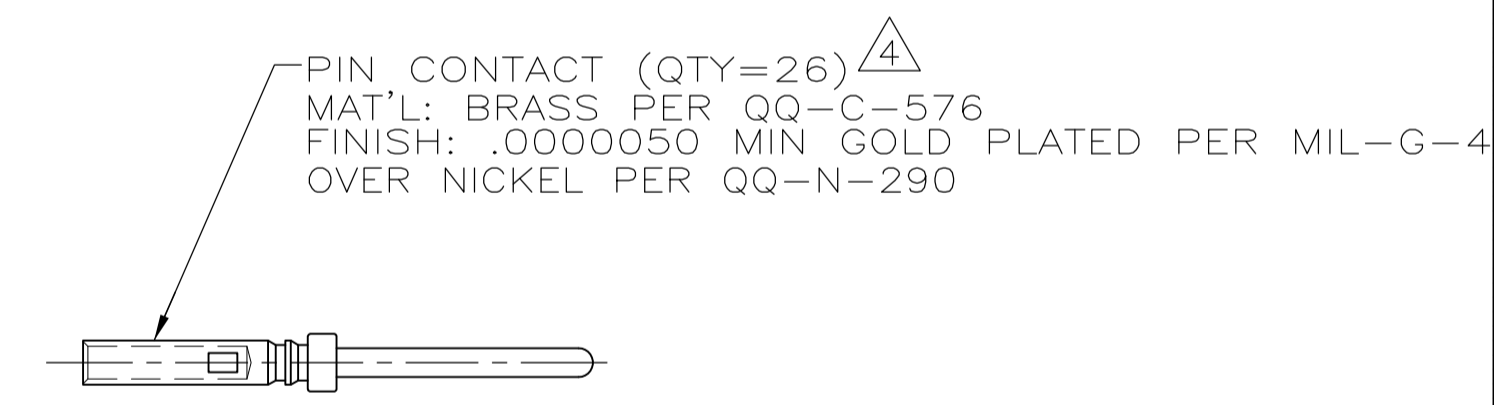 PIN CONTACT (QTY=26) 4
MAT'L: BRASS PER QQ-C-576
FINISH: .0000050 MIN GOLD PLATED PER MIL-G-4
OVER NICKEL PER QQ-N-290